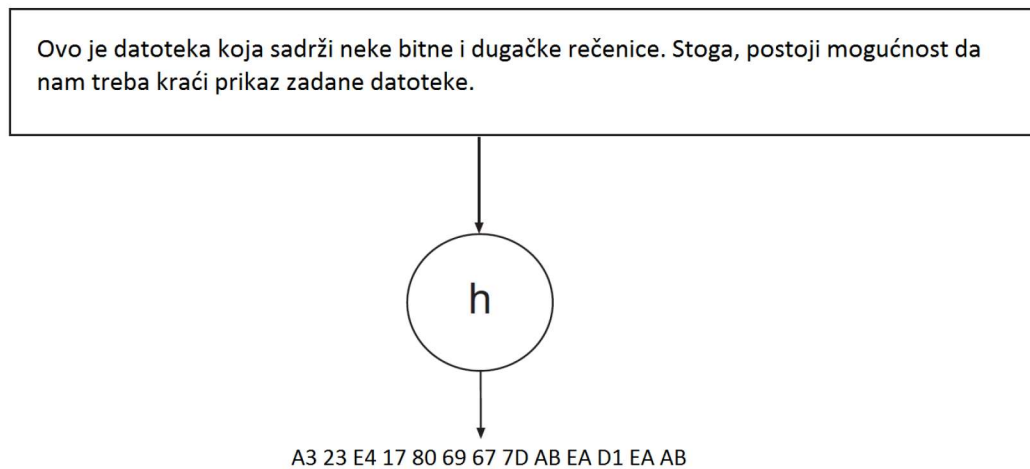 Ovo je datoteka koja sadrži neke bitne i dugačke rečenice. Stoga, postoji mogućnost da
nam treba kraći prikaz zadane datoteke.
h
A3 23 E4 17 80 69 67 7D AB EA D1 EA AB